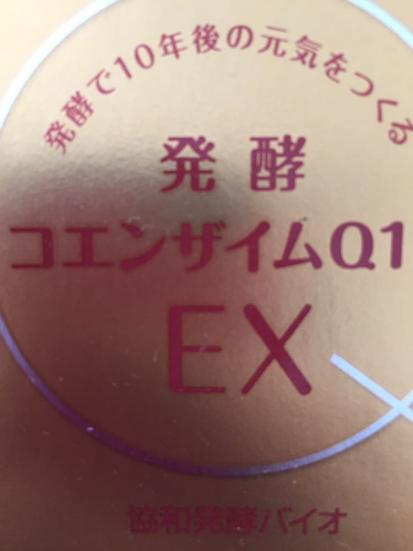 発酵で10年後の元気をつくる
発酵
コエンザイムQ1
EX
協和発酵バイオ